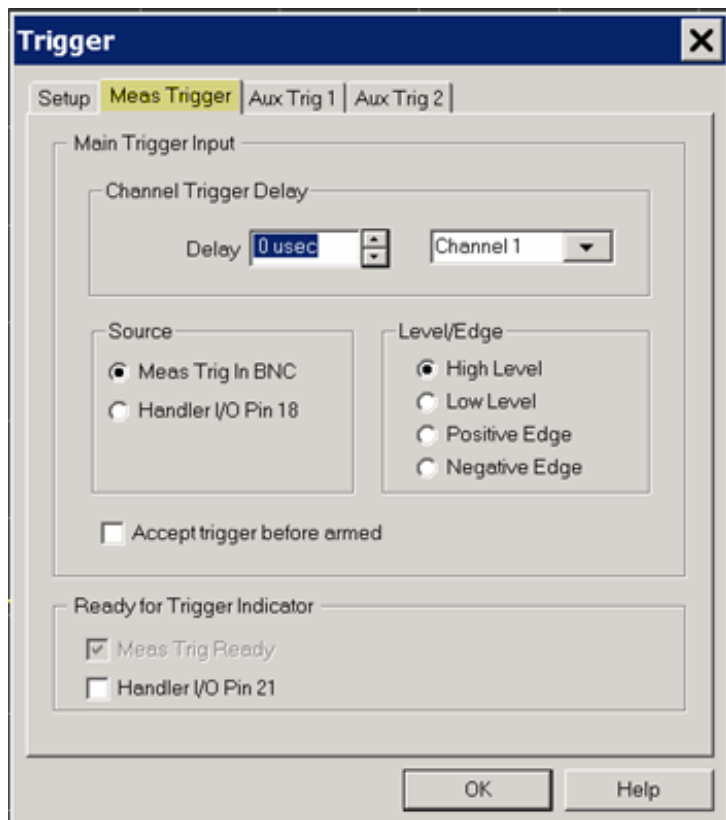 Trigger
Setup Meas Trigger Aux Trig 1 Aux Trig 2
Main Trigger Input
Channel Trigger Delay
Delay 0 usec Channel 1
Source
Meas Trig In BNC
Handler I/O Pin 18
Level/Edge
High Level
Low Level
Positive Edge
Negative Edge
Accept trigger before armed
Ready for Trigger Indicator
Meas Trig Ready
Handler I/O Pin 21
OK Help